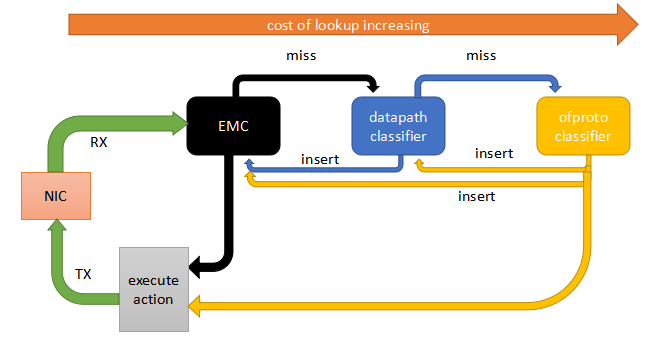 cost of lookup increasing
miss
miss
EMC
datapath
classifier
ofproto
classifier
RX
insert
insert
NIC
insert
TX
execute
action